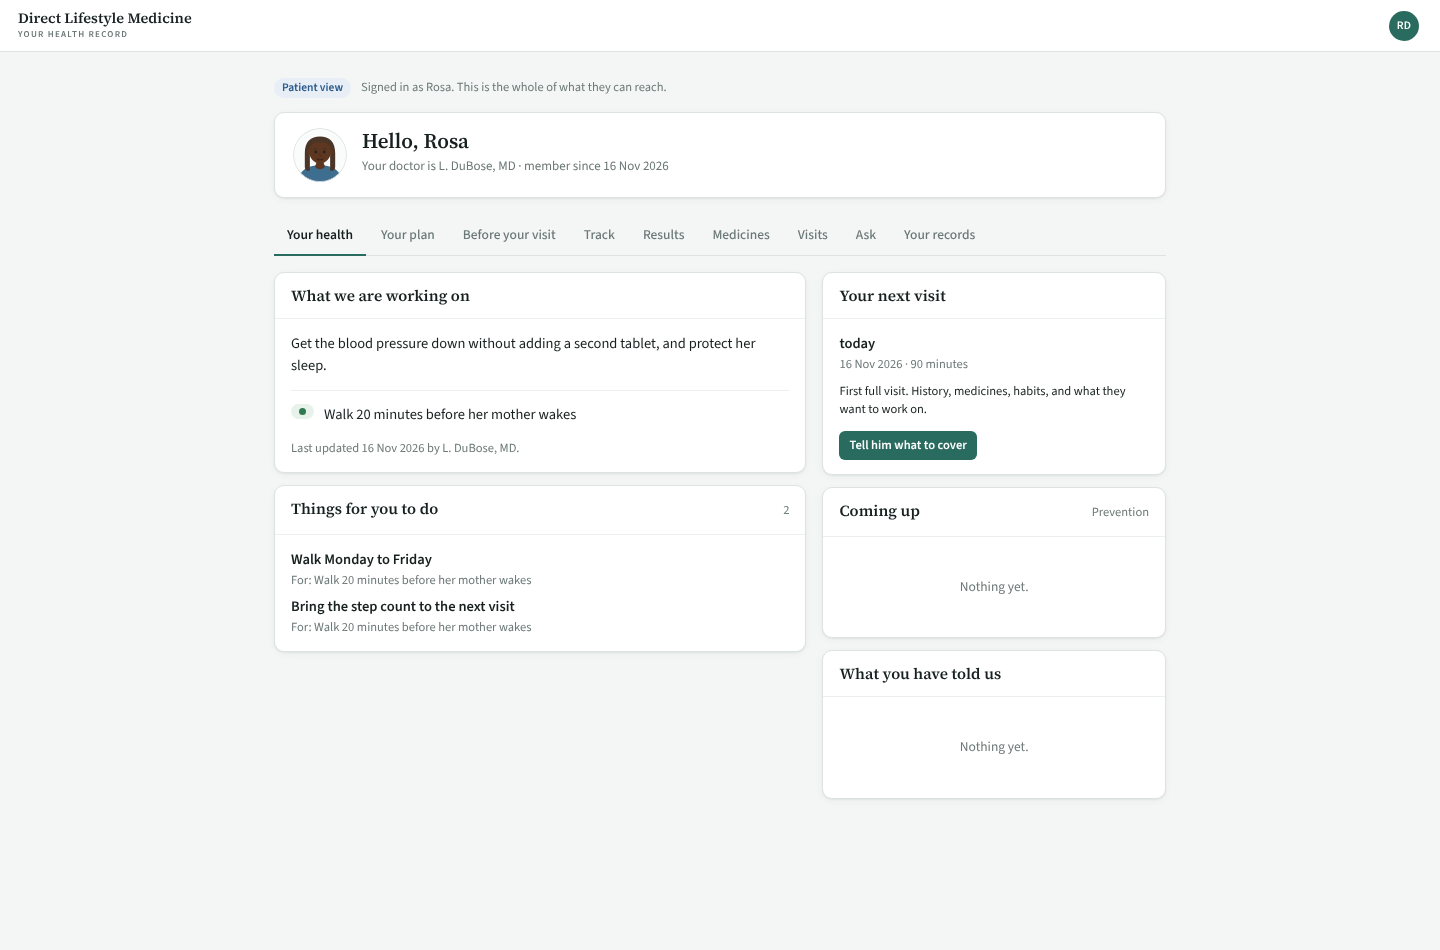 Direct Lifestyle Medicine
YOUR HEALTH RECORD
RD
Patient view
Signed in as Rosa. This is the whole of what they can reach.
Hello, Rosa
Your doctor is L. DuBose, MD · member since 16 Nov 2026
Your health
Your plan
Before your visit
Track
Results
Medicines
Visits
Ask
Your records
What we are working on
Get the blood pressure down without adding a second tablet, and protect her
sleep.
Walk 20 minutes before her mother wakes
Last updated 16 Nov 2026 by L. DuBose, MD.
Things for you to do
2
Walk Monday to Friday
For: Walk 20 minutes before her mother wakes
Bring the step count to the next visit
For: Walk 20 minutes before her mother wakes
Your next visit
today
16 Nov 2026 · 90 minutes
First full visit. History, medicines, habits, and what they
want to work on.
Tell him what to cover
Coming up
Prevention
Nothing yet.
What you have told us
Nothing yet.